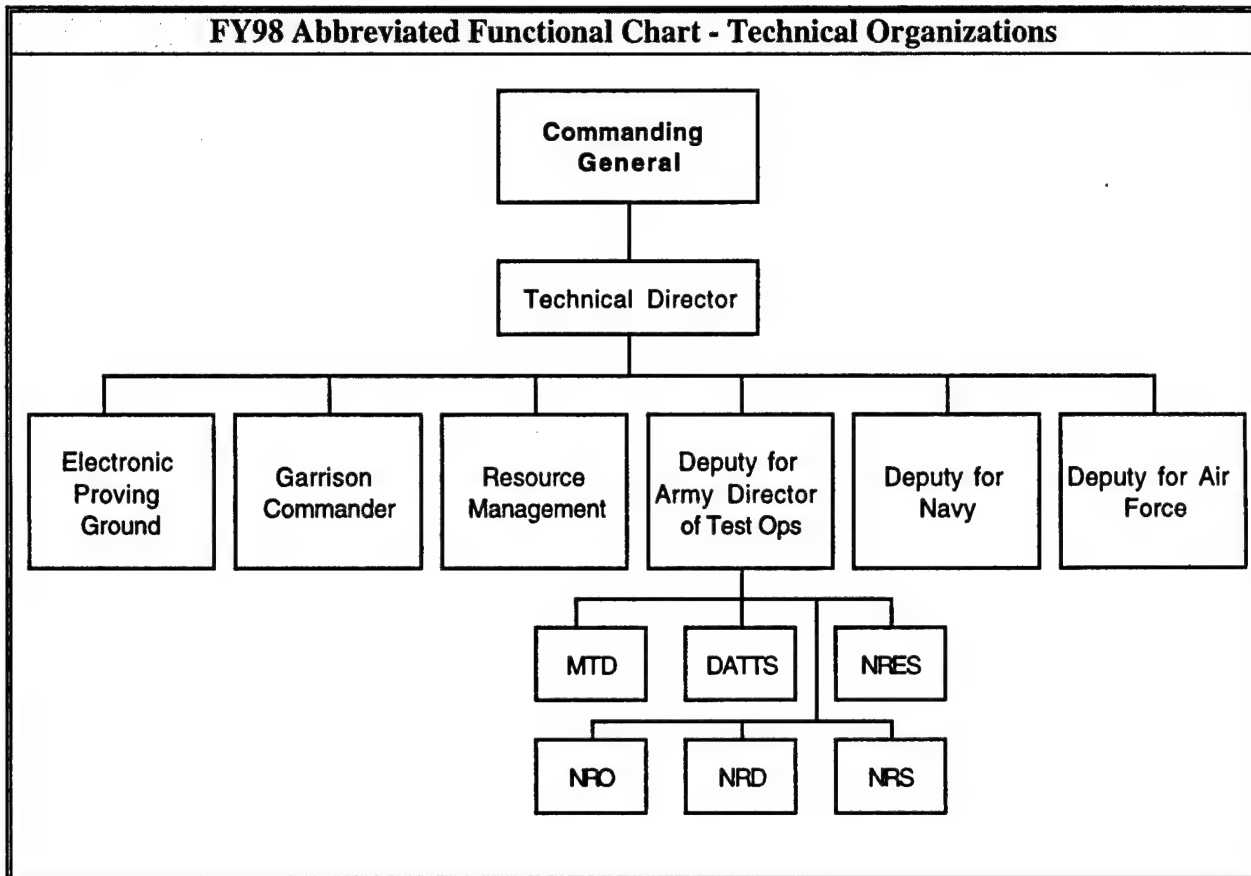 FY98 Abbreviated Functional Chart - Technical Organizations
Commanding
General
Technical Director
Electronic
Proving
Ground
Garrison
Commander
Resource
Management
Deputy for
Army Director
of Test Ops
Deputy for
Navy
Deputy for Air
Force
MTD
DATTS
NRES
NRO
NRD
NRS